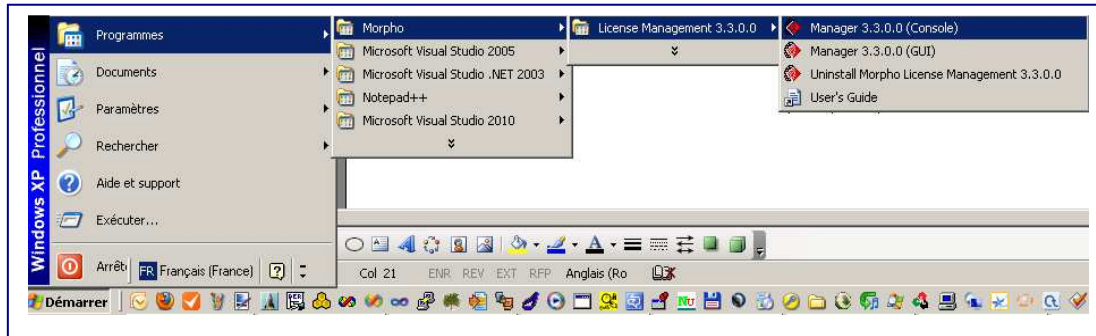 Windows XP Professionnel
Programmes
Documents
Paramètres
Rechercher
Aide et support
Exécuter...
Arrêt
FR Français (France)
Morpho
Microsoft Visual Studio 2005
Microsoft Visual Studio .NET 2003
Notepad++
Microsoft Visual Studio 2010
License Management 3.3.0.0
Manager 3.3.0.0 (Console)
Manager 3.3.0.0 (GUI)
Uninstall Morpho License Management 3.3.0.0
User's Guide
Col 21 ENR REV EXT RFP Anglais (Ro
Démarrer